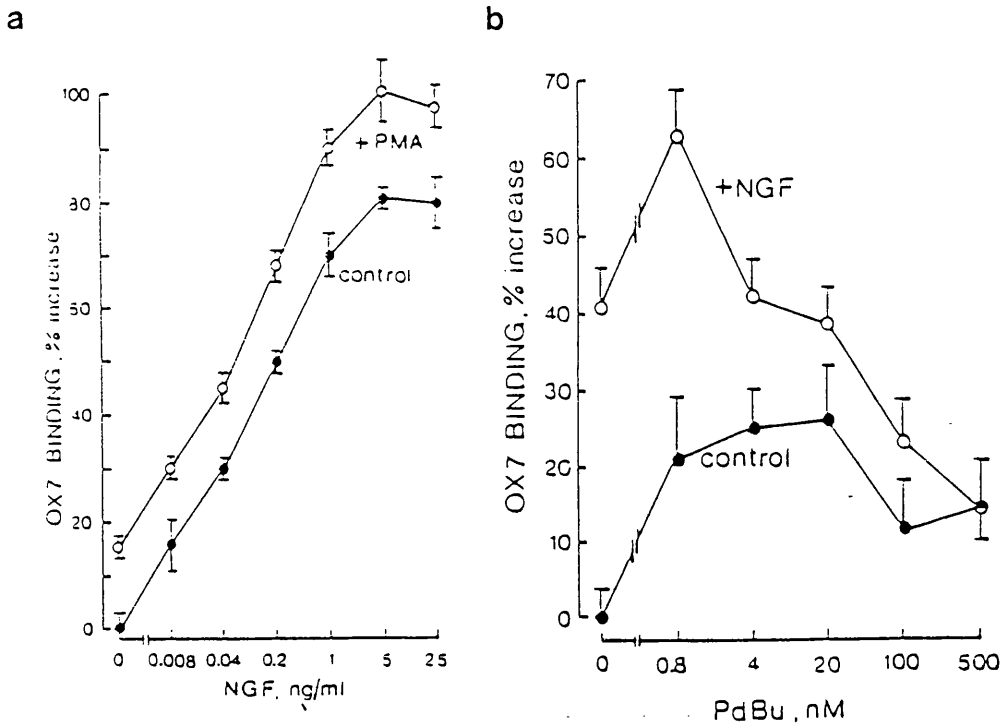 a
100
80
60
40
20
0
OX7 BINDING, % increase
+PMA
control
0 0.008 0.04 0.2 1 5 25
NGF, ng/ml
b
70
60
50
40
30
20
10
0
OX7 BINDING, % increase
+NGF
control
0 0.8 4 20 100 500
PdBu, nM